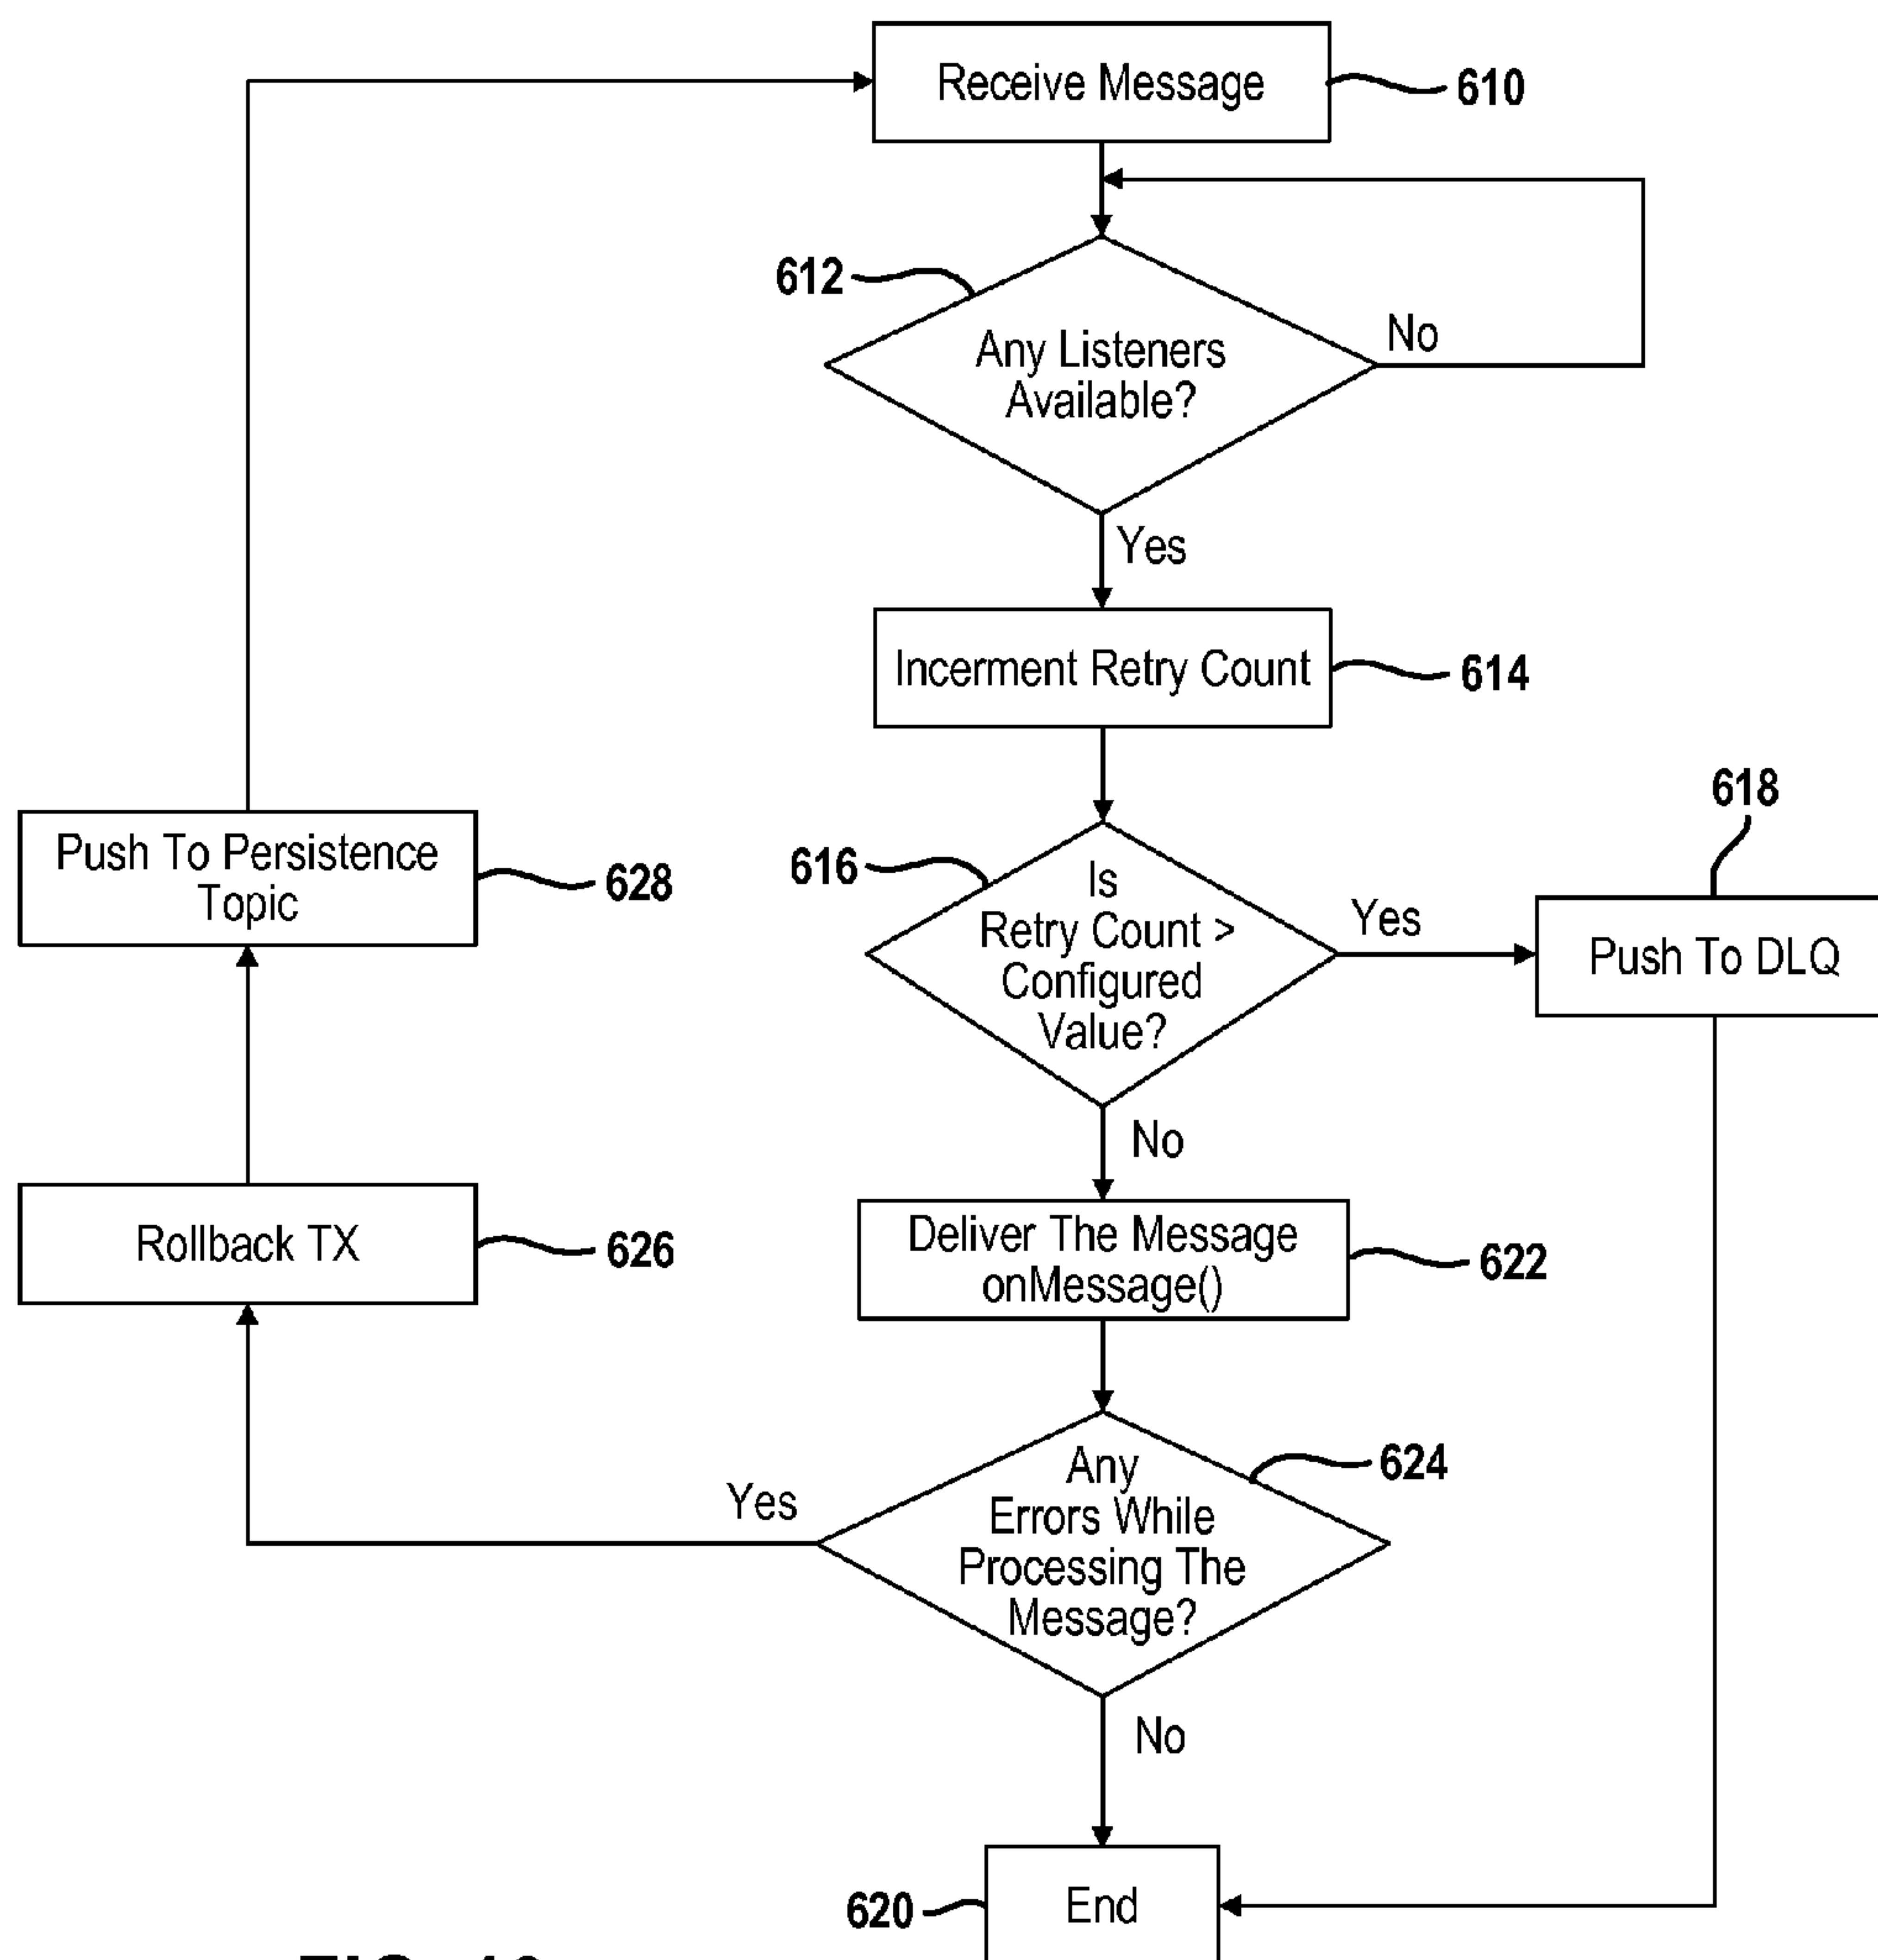 Receive Message
610
612
Any Listeners
Available?
No
Yes
Incerment Retry Count
614
618
Push To Persistence
Topic
628
616
Is
Retry Count >
Configured
Value?
Yes
Push To DLQ
No
Rollback TX
626
Deliver The Message
onMessage()
622
624
Any
Errors While
Processing The
Message?
Yes
No
620
End